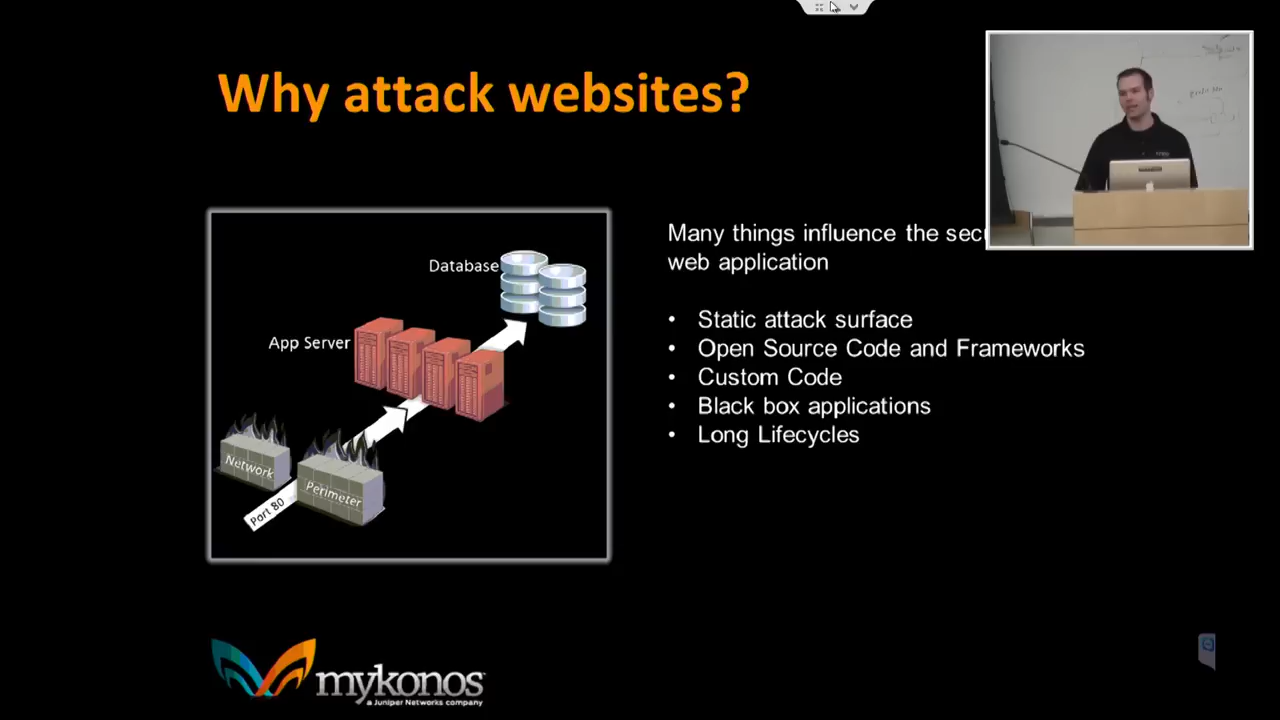 Why attack websites?
Many things influence the sec
web application
• Static attack surface
• Open Source Code and Frameworks
• Custom Code
• Black box applications
• Long Lifecycles
Database
App Server
Network
Perimeter
Port 80
mykonos
a Juniper Networks company